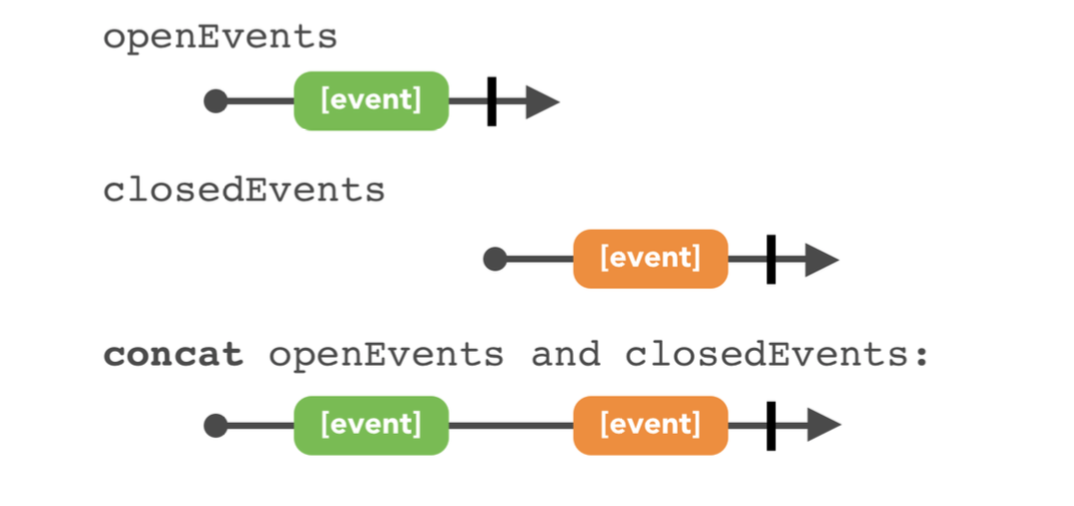 openEvents
[event]
closedEvents
[event]
concat openEvents and closedEvents:
[event] [event]